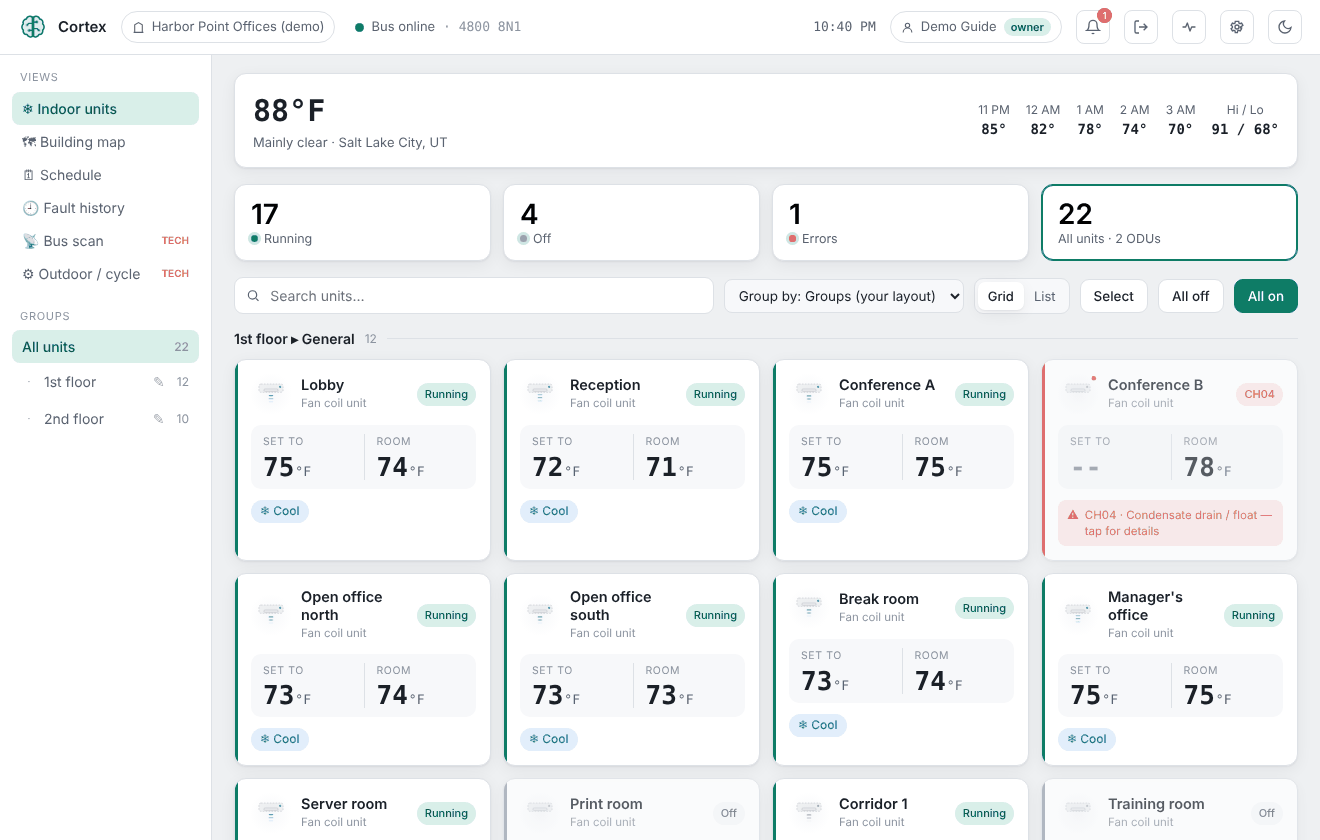 Cortex
Harbor Point Offices (demo)
Bus online · 4800 8N1
10:40 PM
Demo Guide owner
1
VIEWS
Indoor units
Building map
Schedule
Fault history
Bus scan TECH
Outdoor / cycle TECH
GROUPS
All units 22
1st floor 12
2nd floor 10
88°F
Mainly clear · Salt Lake City, UT
11 PM 12 AM 1 AM 2 AM 3 AM Hi / Lo
85° 82° 78° 74° 70° 91 / 68°
17
Running
4
Off
1
Errors
22
All units · 2 ODUs
Search units...
Group by: Groups (your layout)
Grid List
Select
All off
All on
1st floor ▸ General 12
Lobby
Fan coil unit
Running
SET TO ROOM
75°F 74°F
Cool
Reception
Fan coil unit
Running
SET TO ROOM
72°F 71°F
Cool
Conference A
Fan coil unit
Running
SET TO ROOM
75°F 75°F
Cool
Conference B
Fan coil unit
CH04
SET TO ROOM
-- 78°F
CH04 · Condensate drain / float —
tap for details
Open office
north
Fan coil unit
Running
SET TO ROOM
73°F 74°F
Cool
Open office
south
Fan coil unit
Running
SET TO ROOM
73°F 73°F
Cool
Break room
Fan coil unit
Running
SET TO ROOM
73°F 74°F
Cool
Manager's
office
Fan coil unit
Running
SET TO ROOM
75°F 75°F
Cool
Server room
Fan coil unit
Running
Print room
Fan coil unit
Off
Corridor 1
Fan coil unit
Running
Training room
Fan coil unit
Off